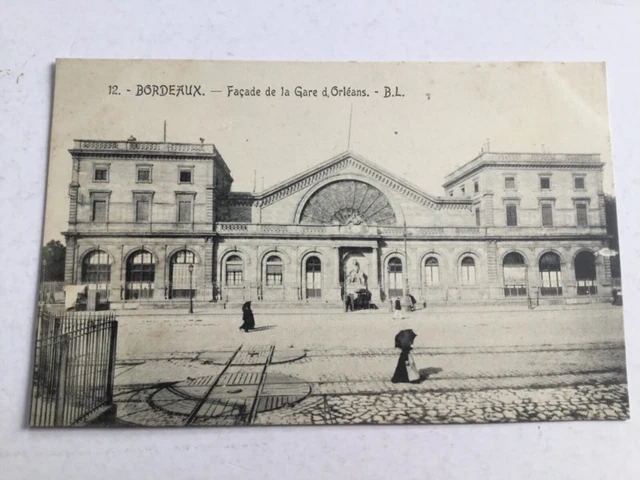 12. - BORDEAUX. — Façade de la Gare d,Orléans. - B.L.